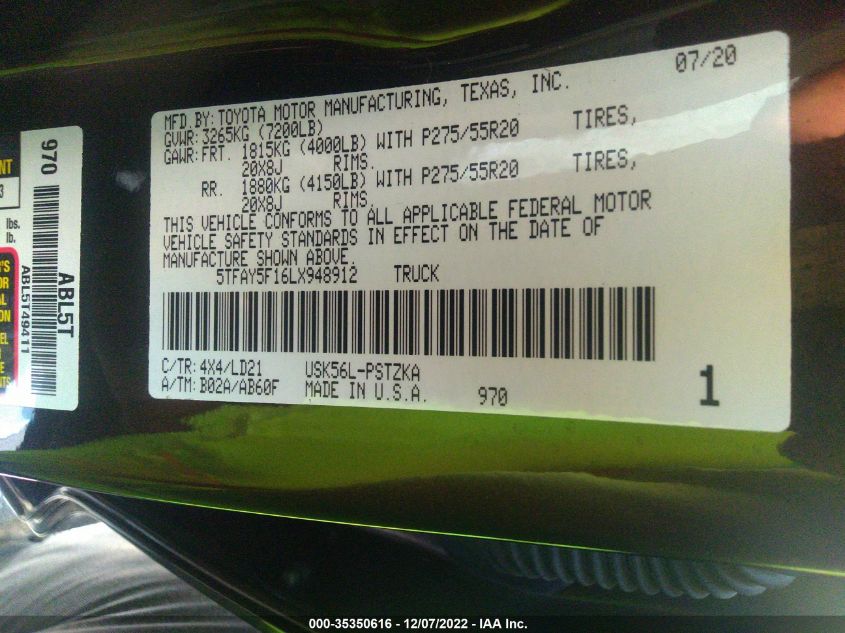 07/20
MFD.BY:TOYOTA MOTOR MANUFACTURING, TEXAS, INC.
GVWR:3265KG (7200LB)
GAWR:FRT. 1815KG (4000LB) WITH P275/55R20 TIRES,
20X8J RIMS.
RR. 1880KG (4150LB) WITH P275/55R20 TIRES,
20X8J RIMS.
THIS VEHICLE CONFORMS TO ALL APPLICABLE FEDERAL MOTOR
VEHICLE SAFETY STANDARDS IN EFFECT ON THE DATE OF
MANUFACTURE SHOWN ABOVE.
5TFAY5F16LX948912 TRUCK
C/TR:4X4/LD21 USK56L-PSTZKA
A/TM:B02A/AB60F MADE IN U.S.A. 970
1
970
ABL5T
ABL5T49411
lbs.
lb.
000-35350616 - 12/07/2022 - IAA Inc.